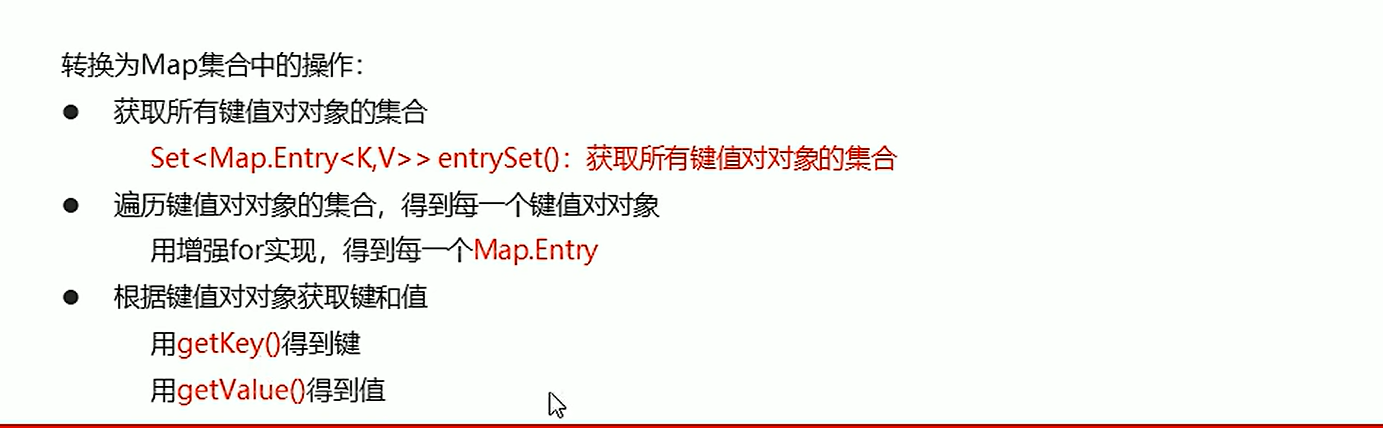 转换为Map集合中的操作：
● 获取所有键值对对象的集合
Set<Map.Entry<K,V>> entrySet()：获取所有键值对对象的集合
● 遍历键值对对象的集合，得到每一个键值对对象
用增强for实现，得到每一个Map.Entry
● 根据键值对对象获取键和值
用getKey()得到键
用getValue()得到值